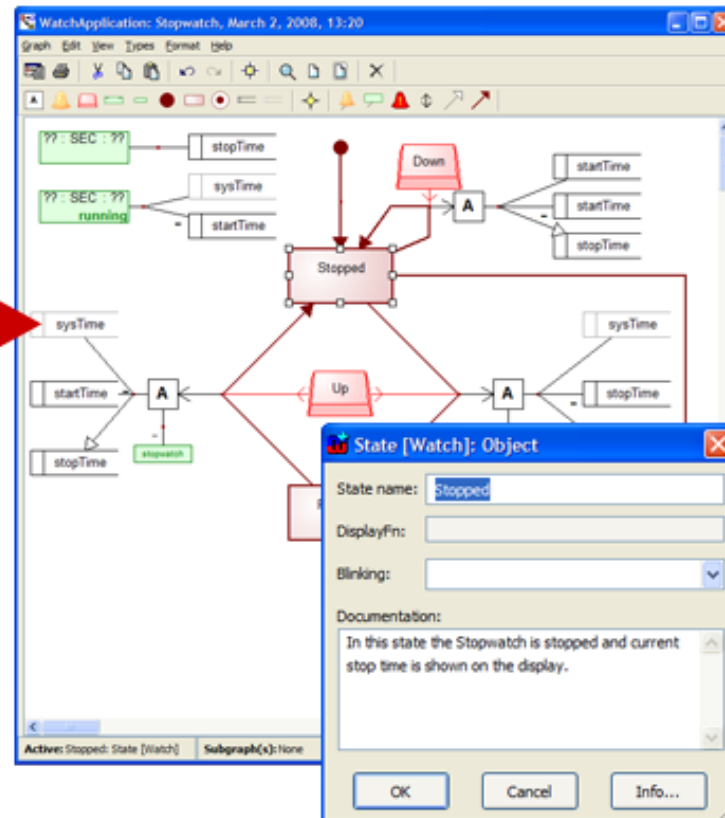 WatchApplication: Stopwatch, March 2, 2008, 13:20
Graph Edit View Types Format Help
A
?? : SEC : ??
stopTime
Down
startTime
?? : SEC : ??
running
sysTime
startTime
A
startTime
stopTime
Stopped
sysTime
sysTime
startTime
A
Up
A
stopTime
stopTime
stopwatch
State [Watch]: Object
State name: Stopped
DisplayFn:
Blinking:
Documentation:
In this state the Stopwatch is stopped and current
stop time is shown on the display.
Active: Stopped: State [Watch] Subgraph(s): None
OK Cancel Info...